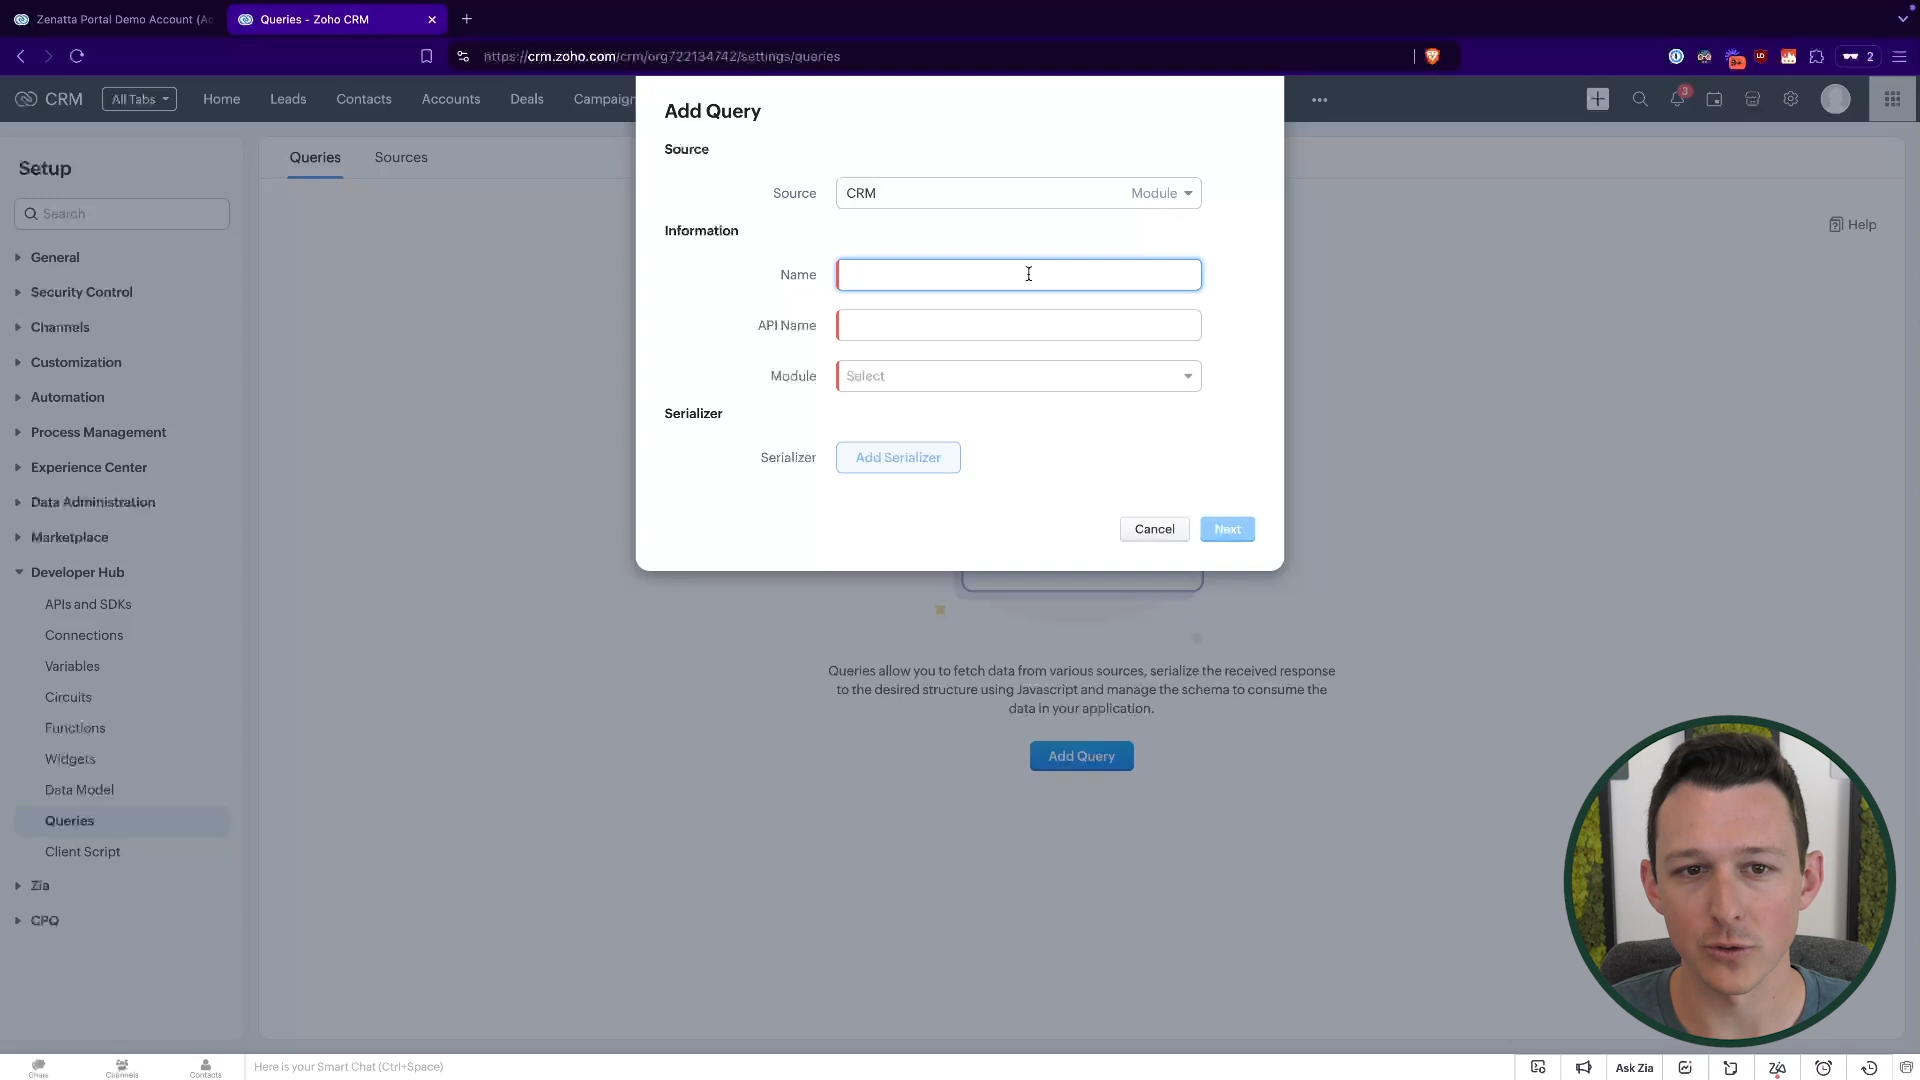 Zenatta Portal Demo Account (Ac
Queries - Zoho CRM
https://crm.zoho.com/crm/org722134742/settings/queries
2
CRM
All Tabs
Home
Leads
Contacts
Accounts
Deals
Campaign
3
Setup
Search
General
Security Control
Channels
Customization
Automation
Process Management
Experience Center
Data Administration
Marketplace
Developer Hub
APIs and SDKs
Connections
Variables
Circuits
Functions
Widgets
Data Model
Queries
Client Script
Zia
CPQ
Queries
Sources
Help
Add Query
Source
Source
CRM
Module
Information
Name
API Name
Module
Select
Serializer
Serializer
Add Serializer
Cancel
Next
Queries allow you to fetch data from various sources, serialize the received response
to the desired structure using Javascript and manage the schema to consume the
data in your application.
Add Query
Chats
Channels
Contacts
Here is your Smart Chat (Ctrl+Space)
Ask Zia